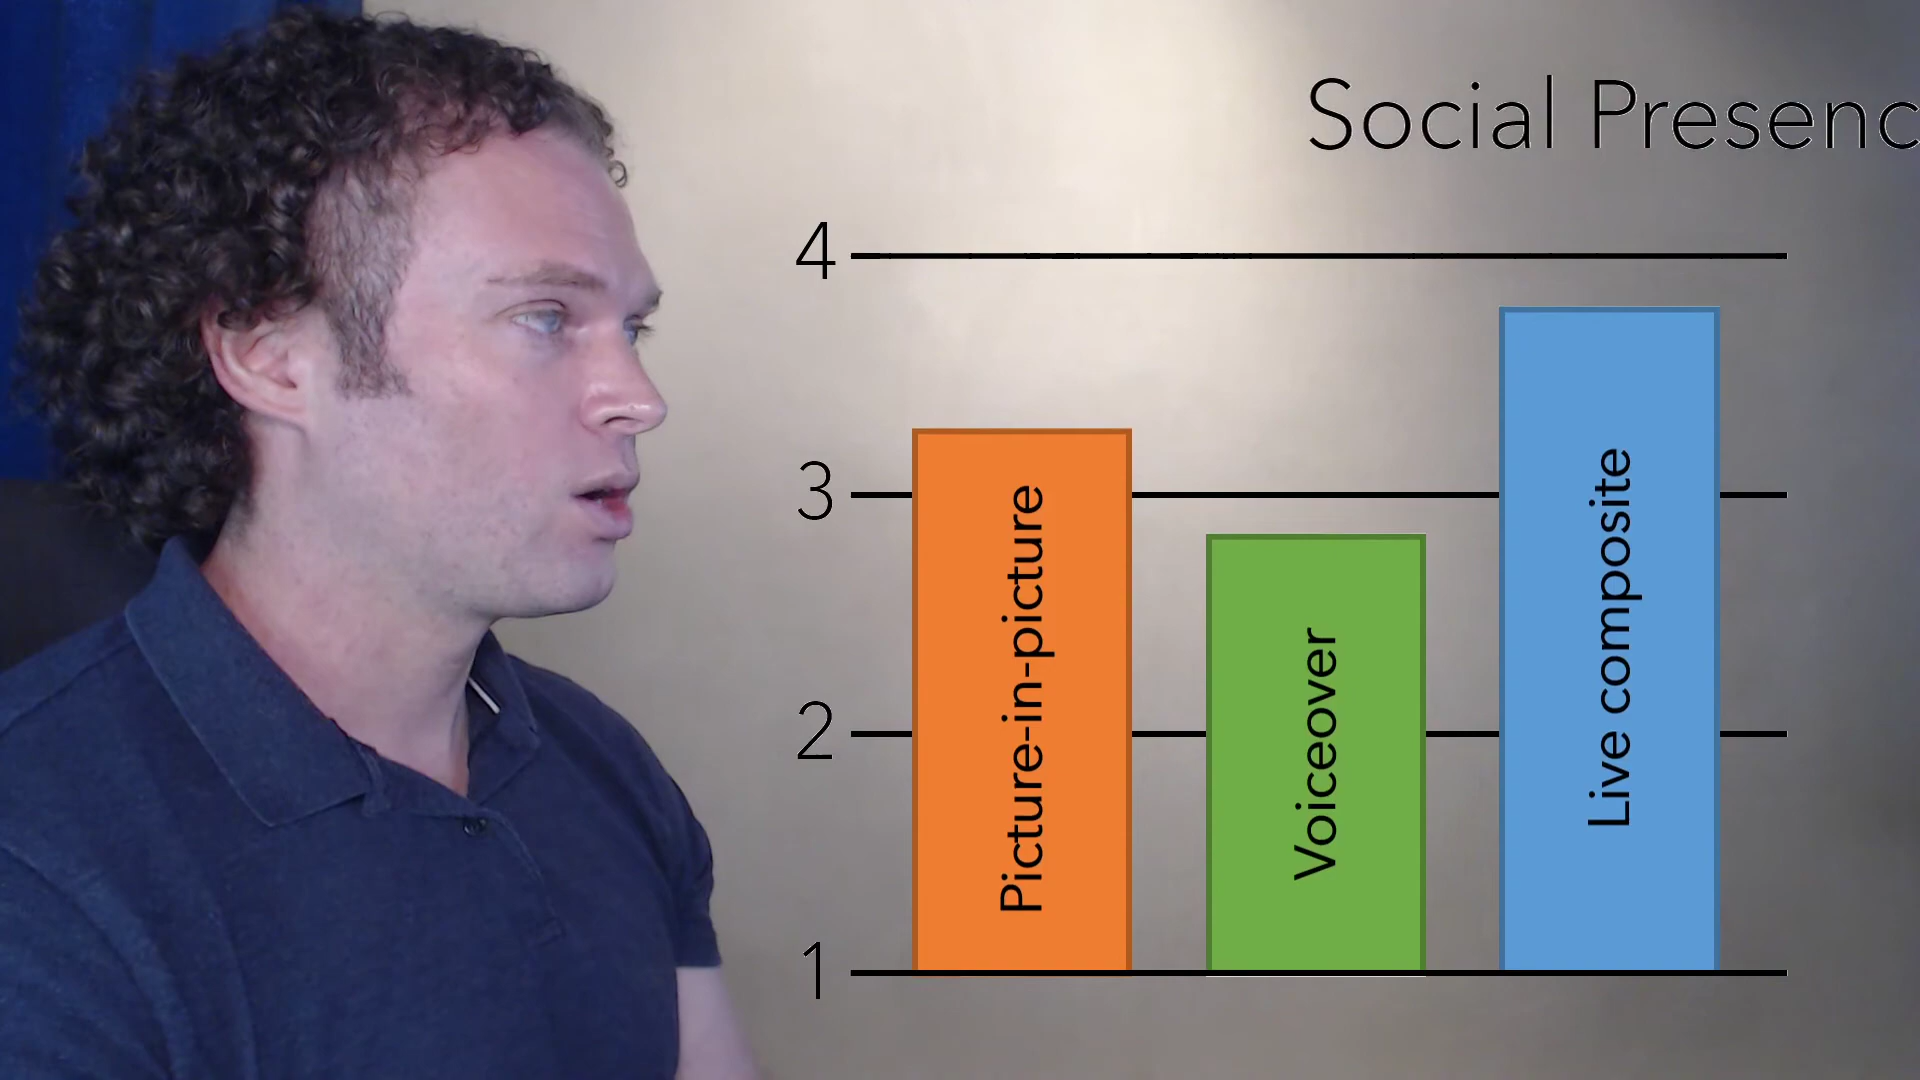 Social Presenc
4
3
2
1
Picture-in-picture
Voiceover
Live composite